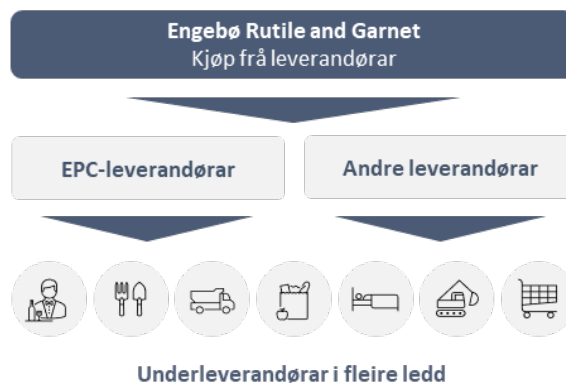 Engebø Rutile and Garnet
Kjøp frå leverandørar
EPC-leverandørar
Andre leverandørar
Underleverandørar i fleire ledd